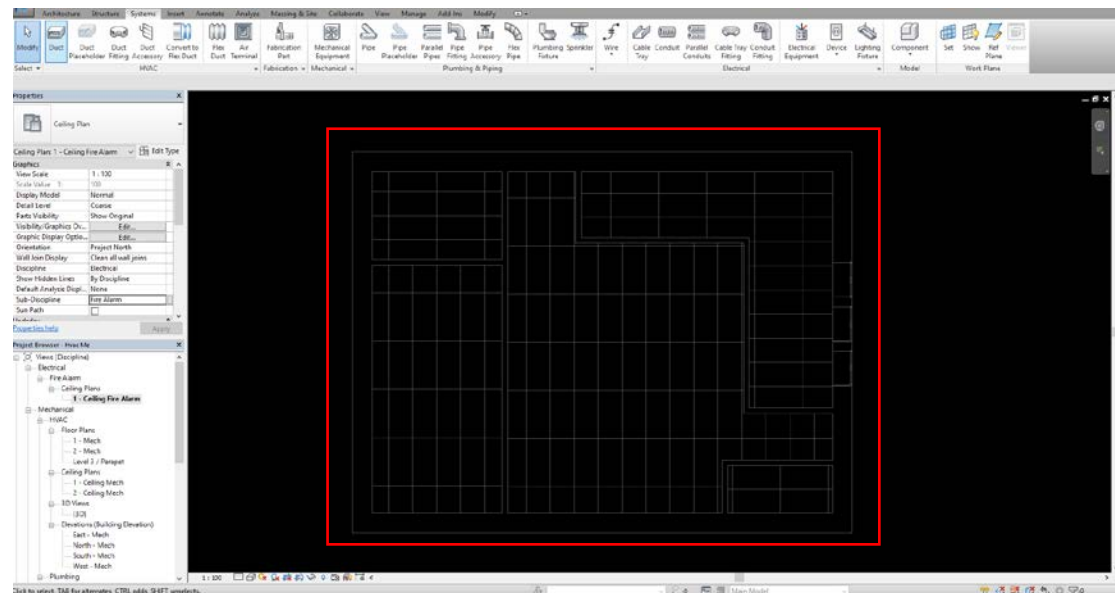 Architecture Structure Systems Insert Annotate Analyze Massing & Site Collaborate View Manage Add-Ins Modify
Modify Duct Duct Placeholder Duct Fitting Duct Accessory Convert to Flex Duct Flex Duct Air Terminal Fabrication Part Mechanical Equipment Pipe Pipe Placeholder Parallel Pipes Pipe Fitting Pipe Accessory Flex Pipe Plumbing Fixture Sprinkler Wire Cable Tray Conduit Parallel Conduits Cable Tray Fitting Conduit Fitting Electrical Equipment Device Lighting Fixture Component Set Show Ref Plane Viewer
Select HVAC Fabrication Mechanical Plumbing & Piping Electrical Model Work Plane
Properties X
Ceiling Plan
Ceiling Plan: 1 - Ceiling Fire Alarm Edit Type
Graphics
View Scale 1 : 100
Scale Value 1: 100
Display Model Normal
Detail Level Coarse
Parts Visibility Show Original
Visibility/Graphics Ov... Edit...
Graphic Display Optio... Edit...
Orientation Project North
Wall Join Display Clean all wall joins
Discipline Electrical
Show Hidden Lines By Discipline
Default Analysis Displ... None
Sub-Discipline Fire Alarm
Sun Path
Underlay
Properties help Apply
Project Browser - Hvac Me X
Views (Discipline)
Electrical
Fire Alarm
Ceiling Plans
1 - Ceiling Fire Alarm
Mechanical
HVAC
Floor Plans
1 - Mech
2 - Mech
Level 3 / Parapet
Ceiling Plans
1 - Ceiling Mech
2 - Ceiling Mech
3D Views
{3D}
Elevations (Building Elevation)
East - Mech
North - Mech
South - Mech
West - Mech
Plumbing
1 : 100
Click to select, TAB for alternates, CTRL adds, SHIFT unselects.
:0
Main Model
:0